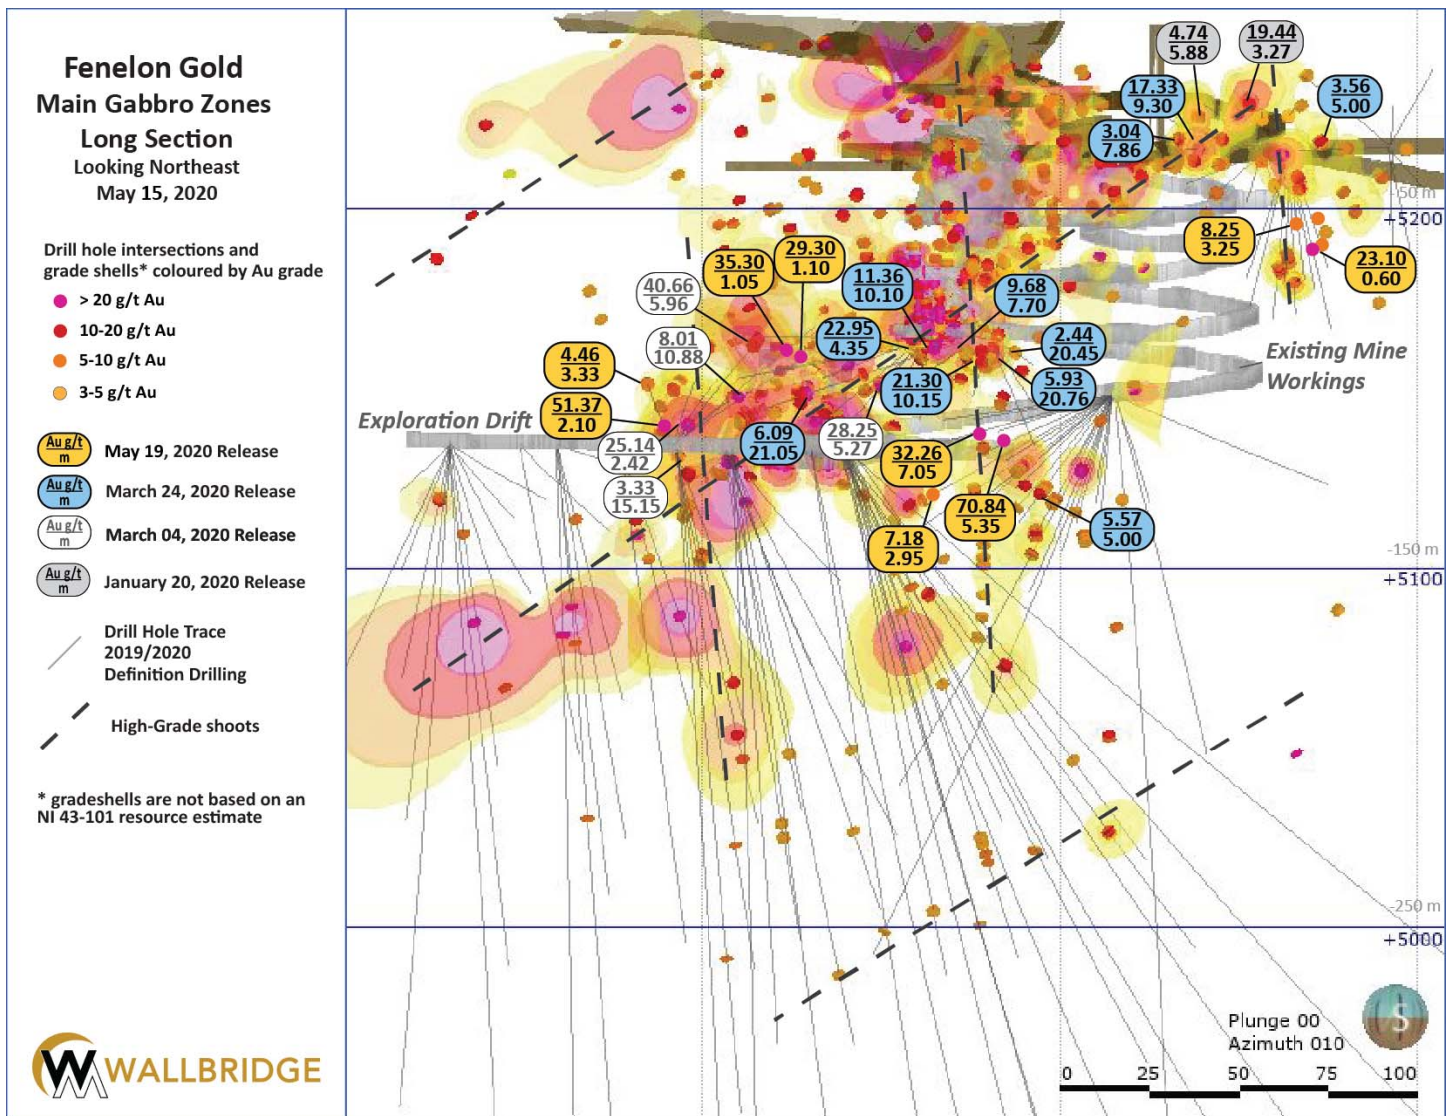 Fenelon Gold
Main Gabbro Zones
Long Section
Looking Northeast
May 15, 2020
Drill hole intersections and
grade shells* coloured by Au grade
> 20 g/t Au
10-20 g/t Au
5-10 g/t Au
3-5 g/t Au
Au g/t
m
May 19, 2020 Release
Au g/t
m
March 24, 2020 Release
Au g/t
m
March 04, 2020 Release
Au g/t
m
January 20, 2020 Release
Drill Hole Trace
2019/2020
Definition Drilling
High-Grade shoots
* gradeshells are not based on an
NI 43-101 resource estimate
WALLBRIDGE
4.74
5.88
19.44
3.27
17.33
9.30
3.56
5.00
3.04
7.86
-50 m
+5200
8.25
3.25
23.10
0.60
29.30
1.10
35.30
1.05
40.66
5.96
11.36
10.10
9.68
7.70
22.95
4.35
2.44
20.45
8.01
10.88
4.46
3.33
21.30
10.15
5.93
20.76
Existing Mine
Workings
51.37
2.10
Exploration Drift
6.09
21.05
28.25
5.27
25.14
2.42
32.26
7.05
3.33
15.15
70.84
5.35
5.57
5.00
7.18
2.95
-150 m
+5100
-250 m
+5000
S
Plunge 00
Azimuth 010
0 25 50 75 100